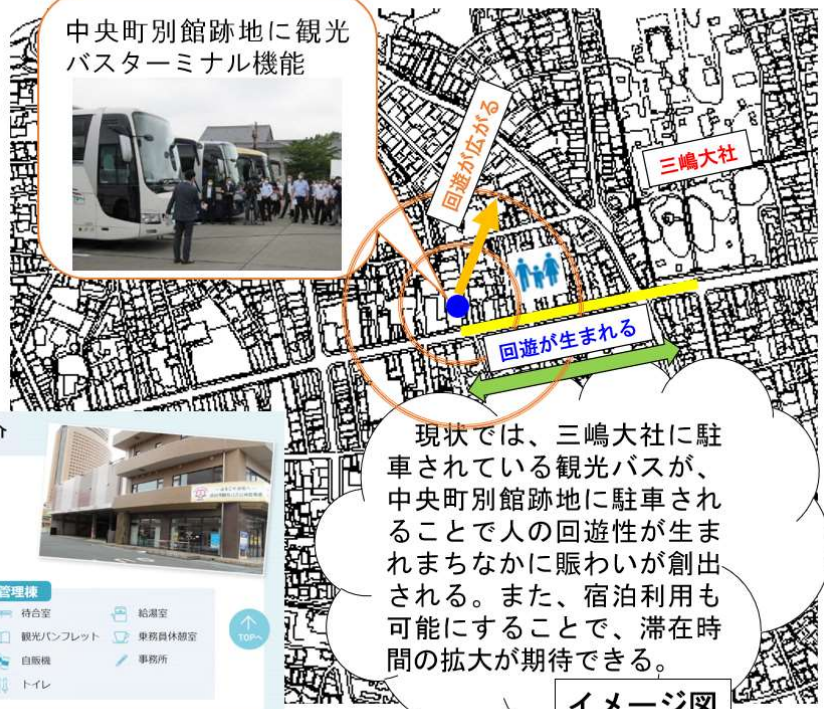 中央町別館跡地に観光
バスターミナル機能
回遊が広がる
三嶋大社
回遊が生まれる
現状では、三嶋大社に駐
車されている観光バスが、
中央町別館跡地に駐車され
ることで人の回遊性が生ま
れまちなかに賑わいが創出
される。また、宿泊利用も
可能にすることで、滞在時
間の拡大が期待できる。
イメージ図
介
管理棟
待合室
給湯室
観光パンフレット
乗務員休憩室
自販機
事務所
トイレ
TOPへ